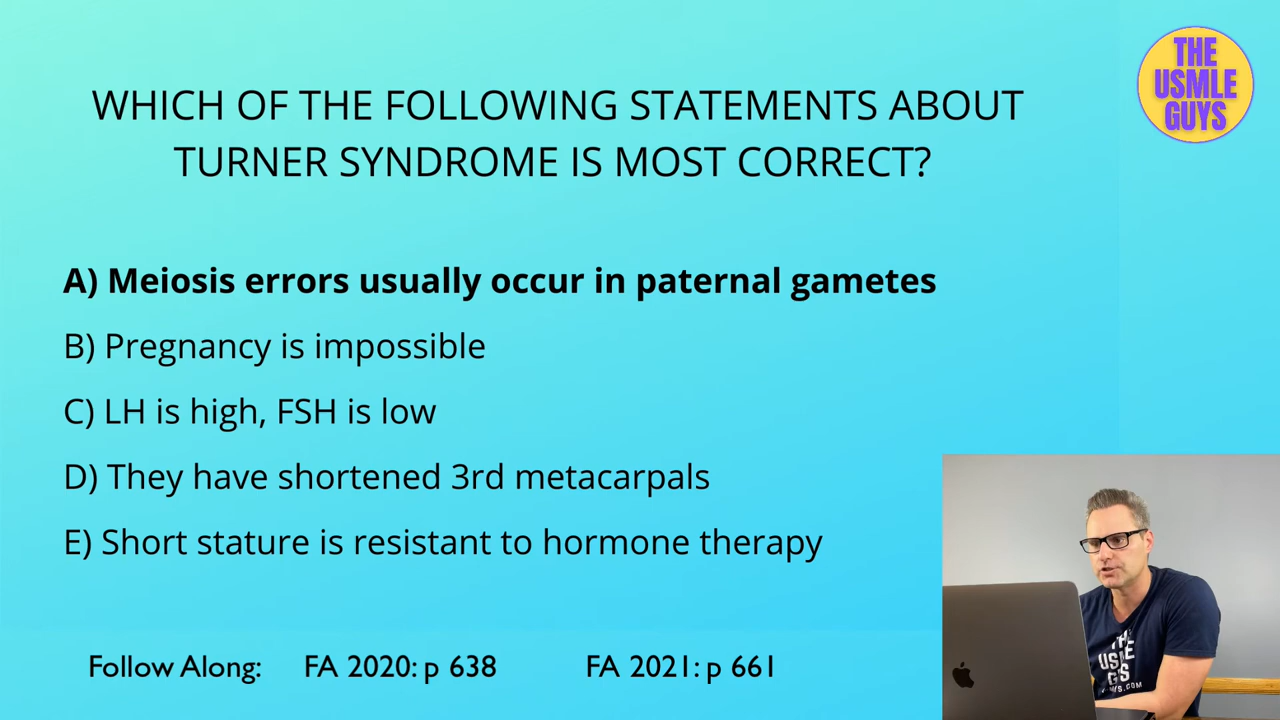 THE
USMLE
GUYS
WHICH OF THE FOLLOWING STATEMENTS ABOUT
TURNER SYNDROME IS MOST CORRECT?
A) Meiosis errors usually occur in paternal gametes
B) Pregnancy is impossible
C) LH is high, FSH is low
D) They have shortened 3rd metacarpals
E) Short stature is resistant to hormone therapy
Follow Along: FA 2020: p 638 FA 2021: p 661
THE